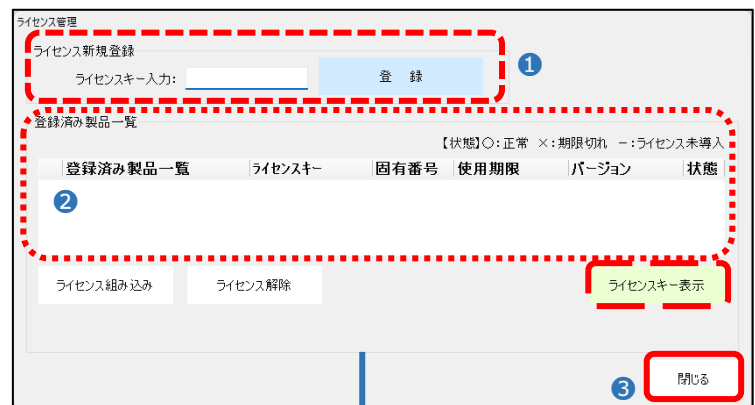 ライセンス管理
ライセンス新規登録
ライセンスキー入力: 登 録 1
登録済み製品一覧
【状態】○:正常 ×:期限切れ －:ライセンス未導入
登録済み製品一覧 ライセンスキー 固有番号 使用期限 バージョン 状態
2
ライセンス組み込み ライセンス解除 ライセンスキー表示
3 閉じる